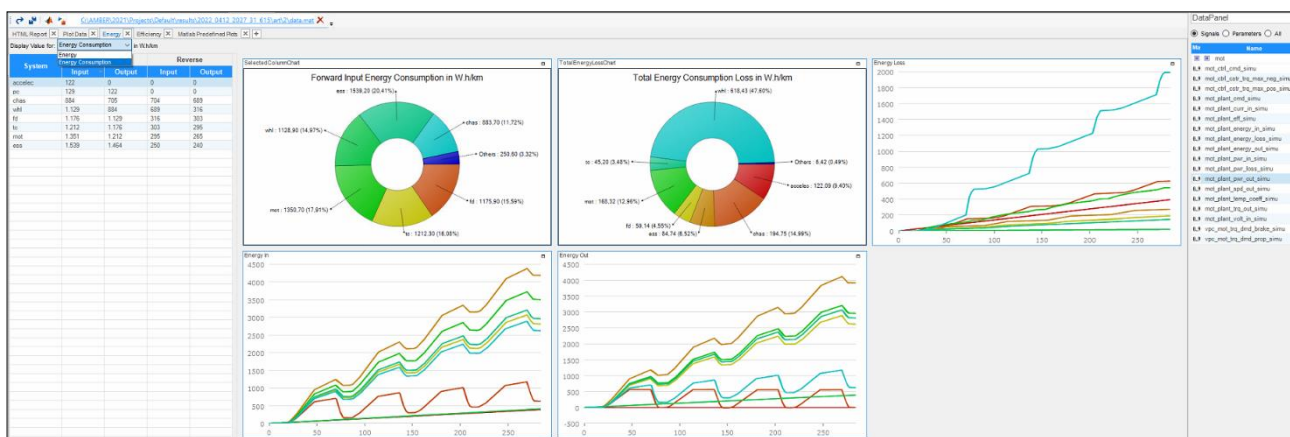 C:\AMBER\2021\Projects\Default\results\2022_0413_2027_31_615\art\2\data.mat
HTML Report Plot Data Energy Efficiency Matlab Predefined Plots
Display Value for: Energy Consumption in W.h/km
Energy
Energy Consumption
System Reverse
Input Output Input Output
accelec 122 0 0 0
pc 129 122 0 0
chas 884 705 704 689
whl 1.129 884 689 316
fd 1.176 1.129 316 303
tc 1.212 1.176 303 295
mot 1.351 1.212 295 265
ess 1.539 1.464 250 240
SelectedColumnChart
Forward Input Energy Consumption in W.h/km
ess : 1539,20 (20,41%)
whl : 1128,90 (14,97%)
chas : 883,70 (11,72%)
Others : 250,60 (3,32%)
mot : 1350,70 (17,91%)
fd : 1175,90 (15,59%)
tc : 1212,30 (16,08%)
TotalEnergyLossChart
Total Energy Consumption Loss in W.h/km
whl : 618,43 (47,60%)
tc : 45,20 (3,48%)
Others : 6,42 (0,49%)
accelec : 122,09 (9,40%)
mot : 168,32 (12,96%)
fd : 59,14 (4,55%)
ess : 84,74 (6,52%)
chas : 194,75 (14,99%)
Energy Loss
2000
1800
1600
1400
1200
1000
800
600
400
200
0
0 50 100 150 200 250
Energy In
4500
4000
3500
3000
2500
2000
1500
1000
500
0
50 100 150 200 250
Energy Out
4500
4000
3500
3000
2500
2000
1500
1000
500
0
-500
0 50 100 150 200 250
DataPanel
Signals Parameters All
Name
mot
mot_ctrl_cmd_simu
mot_ctrl_cstr_trq_max_neg_simu
mot_ctrl_cstr_trq_max_pos_simu
mot_plant_cmd_simu
mot_plant_curr_in_simu
mot_plant_eff_simu
mot_plant_energy_in_simu
mot_plant_energy_loss_simu
mot_plant_energy_out_simu
mot_plant_pwr_in_simu
mot_plant_pwr_loss_simu
mot_plant_pwr_out_simu
mot_plant_spd_out_simu
mot_plant_temp_coeff_simu
mot_plant_trq_out_simu
mot_plant_volt_in_simu
vpc_mot_trq_dmd_brake_simu
vpc_mot_trq_dmd_prop_simu